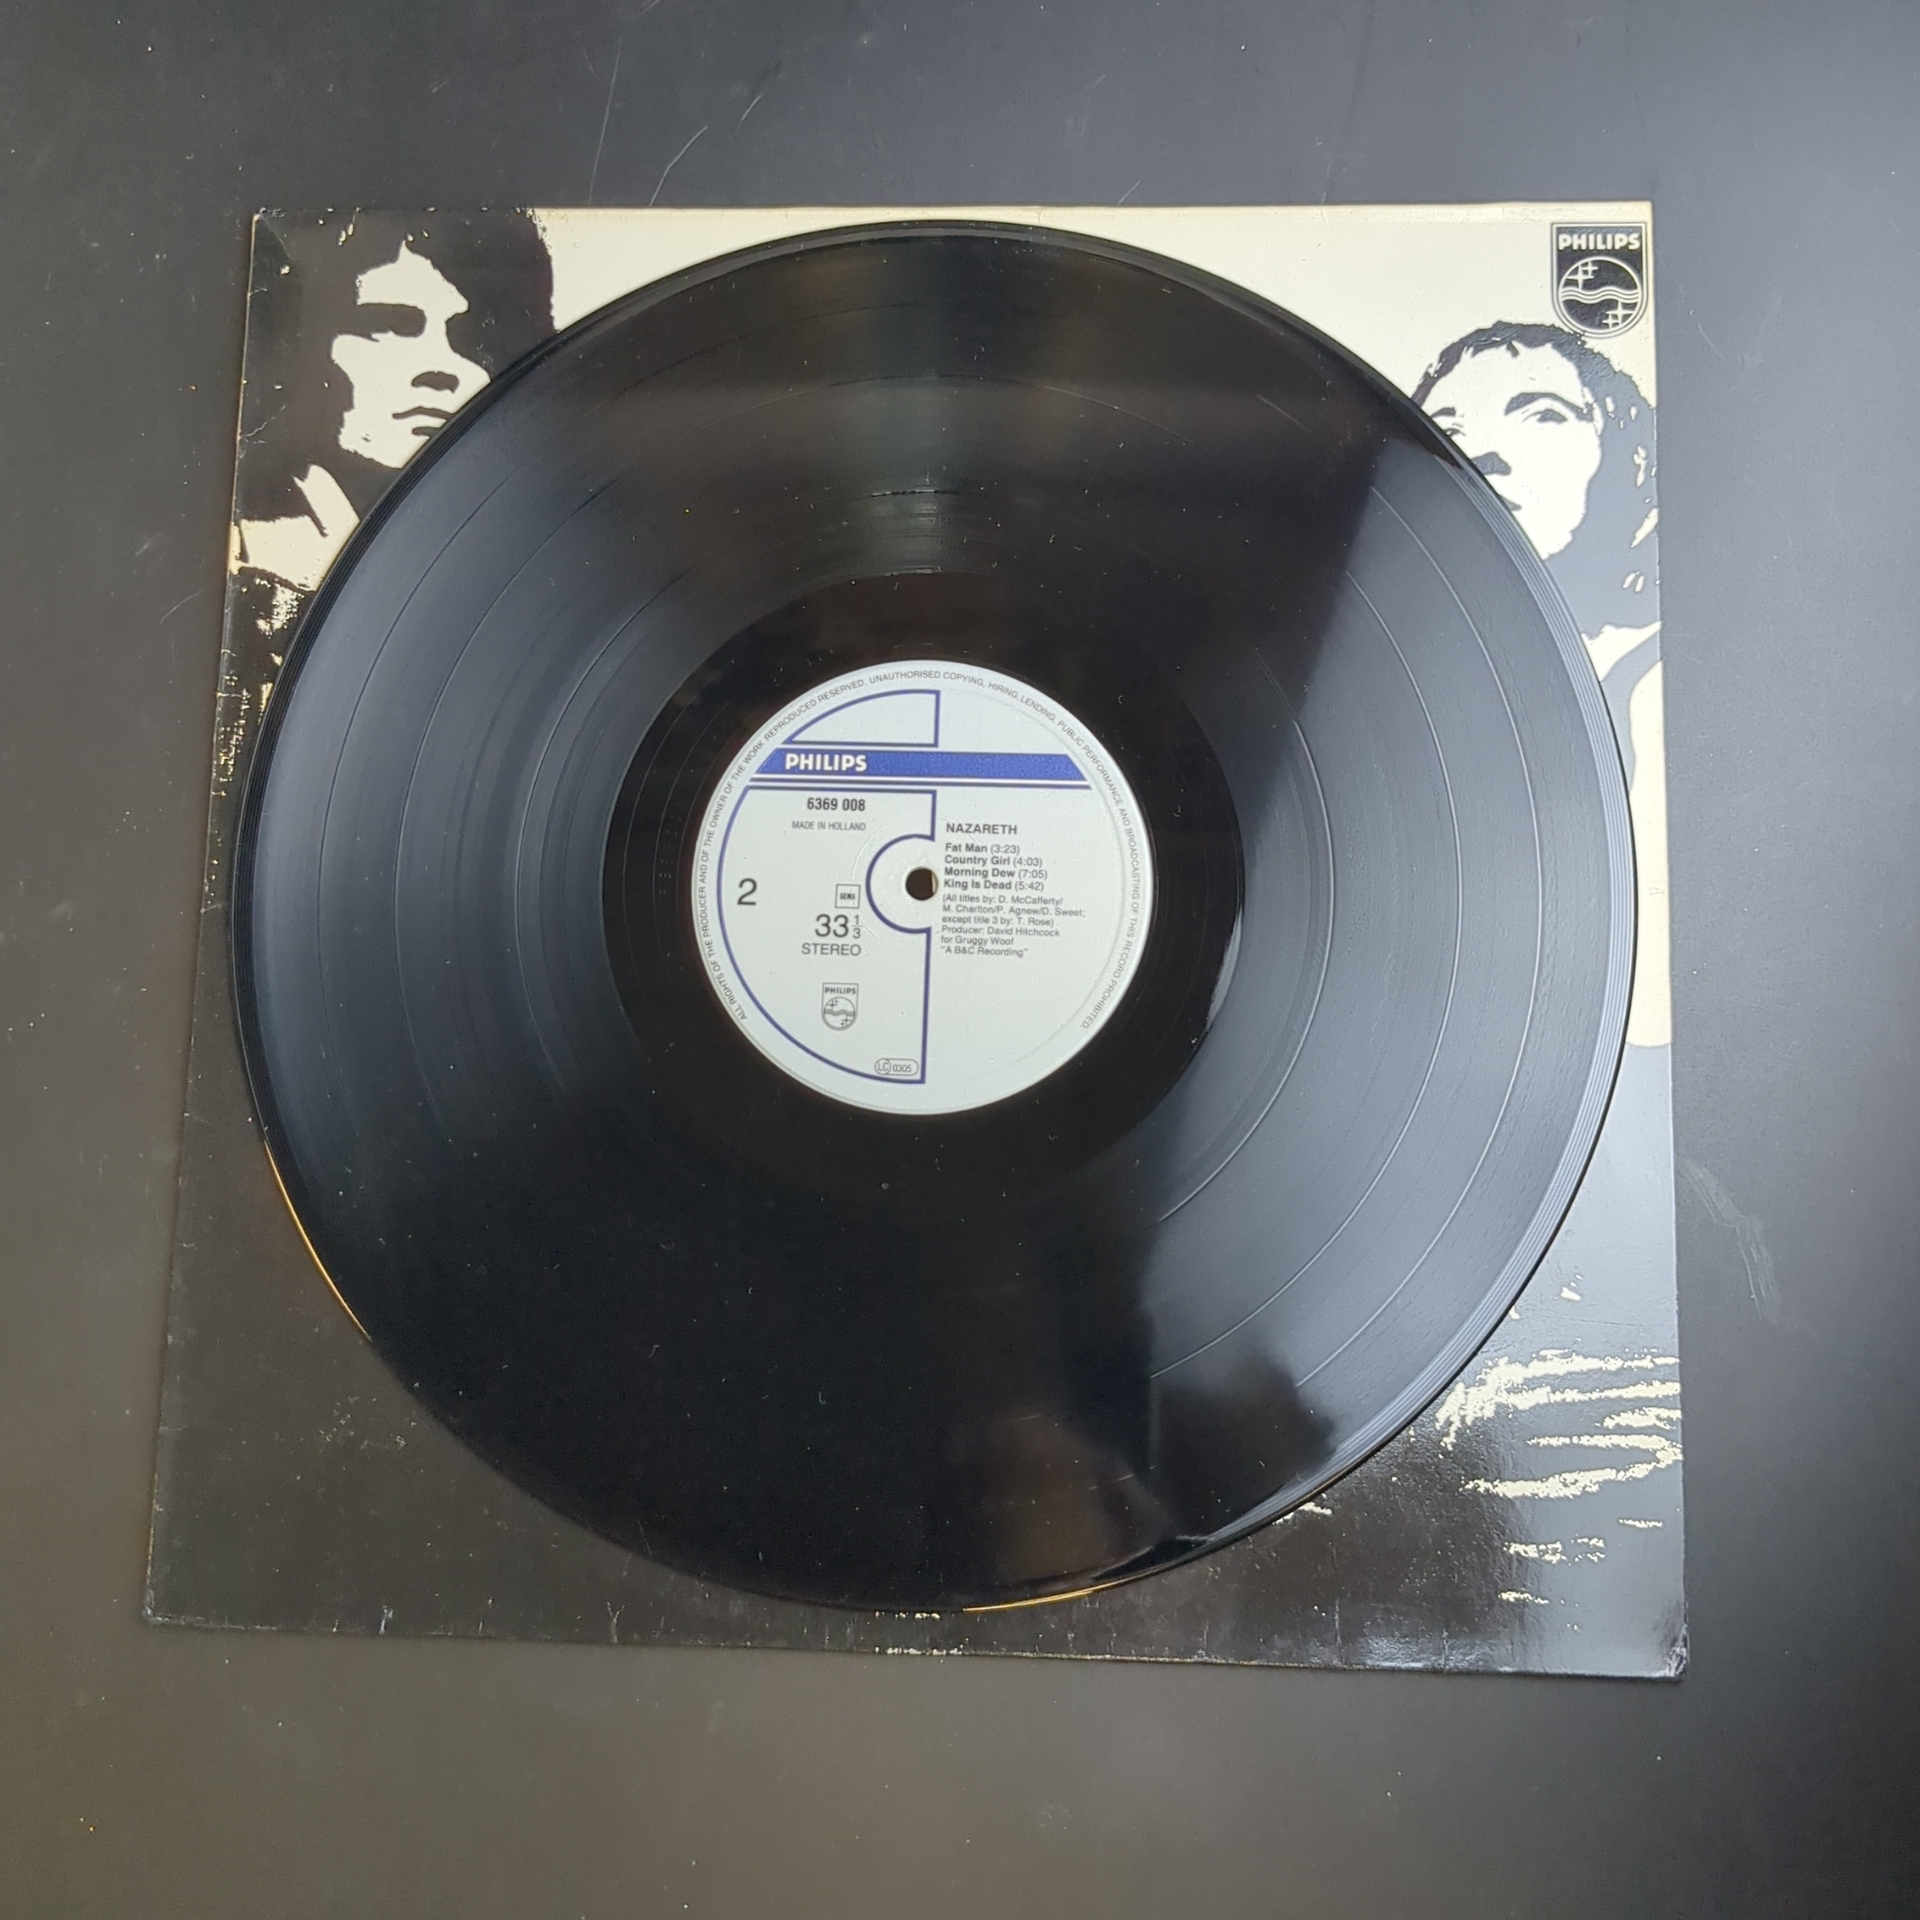 PHILIPS
ALL RIGHTS OF THE PRODUCER AND OF THE OWNER OF THE WORK REPRODUCED RESERVED. UNAUTHORISED COPYING, HIRING, LENDING, PUBLIC PERFORMANCE AND BROADCASTING OF THIS RECORD PROHIBITED.
PHILIPS
6369 008
MADE IN HOLLAND
2
GEMA
33 1/3
STEREO
PHILIPS
LC 0305
NAZARETH
Fat Man (3:23)
Country Girl (4:03)
Morning Dew (7:05)
King Is Dead (5:42)
(All titles by: D. McCafferty/
M. Charlton/P. Agnew/D. Sweet;
except title 3 by: T. Rose)
Producer: David Hitchcock
for Gruggy Woof
"A B&C Recording"